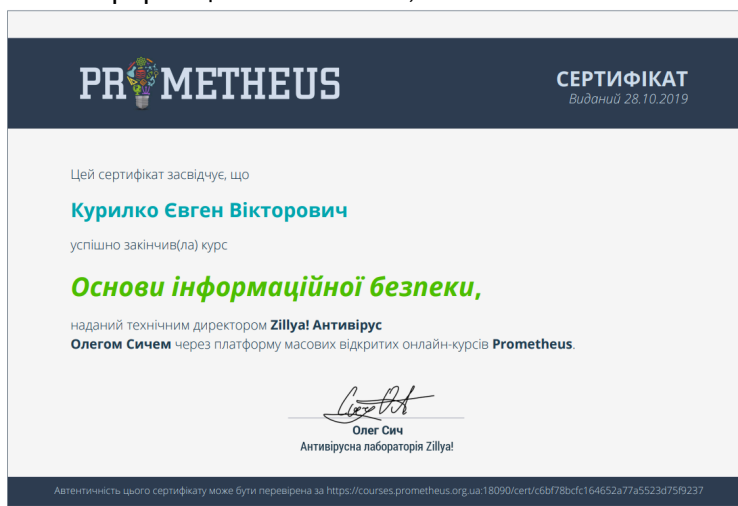 PROMETHEUS
СЕРТИФІКАТ
Виданий 28.10.2019
Цей сертифікат засвідчує, що
Курилко Євген Вікторович
успішно закінчив(ла) курс
Основи інформаційної безпеки,
наданий технічним директором Zillya! Антивірус
Олегом Сичем через платформу масових відкритих онлайн-курсів Prometheus.
Олег Сич
Антивірусна лабораторія Zillya!
Автентичність цього сертифікату може бути перевірена за https://courses.prometheus.org.ua:18090/cert/c6bf78bcfc164652a77a5523d75f9237